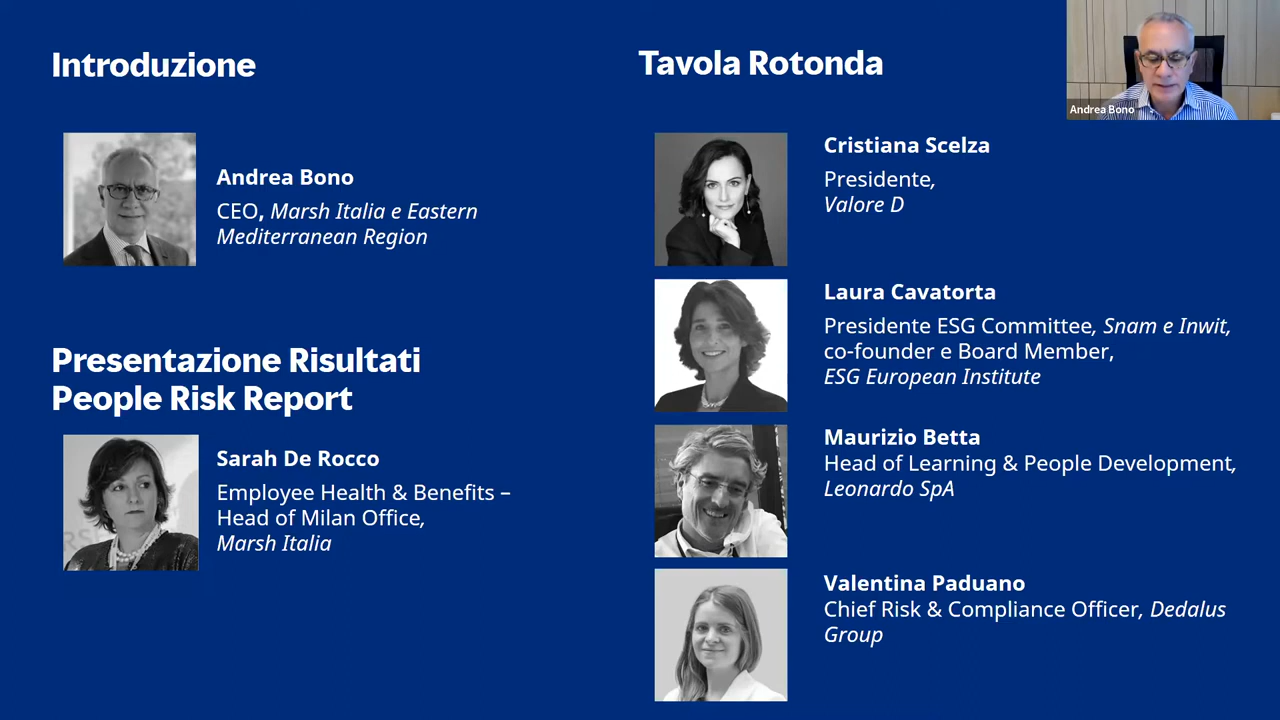 Introduzione
Andrea Bono
CEO, Marsh Italia e Eastern
Mediterranean Region
Presentazione Risultati
People Risk Report
Sarah De Rocco
Employee Health & Benefits –
Head of Milan Office,
Marsh Italia
Tavola Rotonda
Cristiana Scelza
Presidente,
Valore D
Laura Cavatorta
Presidente ESG Committee, Snam e Inwit,
co-founder e Board Member,
ESG European Institute
Maurizio Betta
Head of Learning & People Development,
Leonardo SpA
Valentina Paduano
Chief Risk & Compliance Officer, Dedalus
Group
Andrea Bono